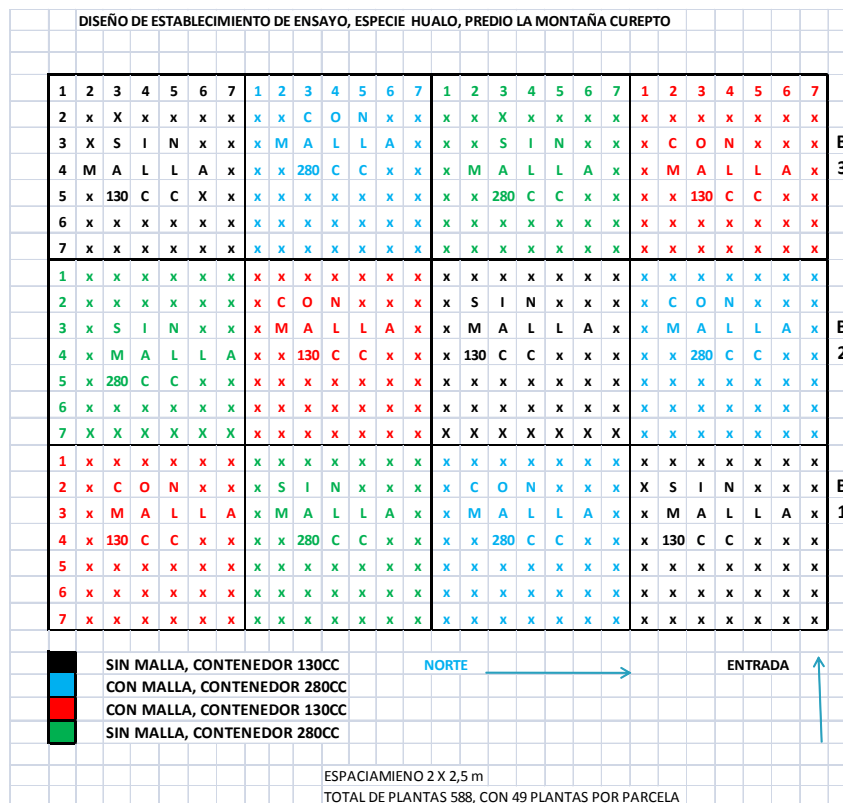 DISEÑO DE ESTABLECIMIENTO DE ENSAYO, ESPECIE HUALO, PREDIO LA MONTAÑA CUREPTO
1 2 3 4 5 6 7 1 2 3 4 5 6 7 1 2 3 4 5 6 7 1 2 3 4 5 6 7
2 x X x x x x x x C O N x x x x X x x x x x x x x x x x
3 X S I N x x x M A L L A x x x S I N x x x C O N x x x
4 M A L L A x x x 280 C C x x x M A L L A x x M A L L A x
5 x 130 C C X x x x x x x x x x x 280 C C x x x x 130 C C x x
6 x x x x x x x x x x x x x x x x x x x x x x x x x x x
7 x x x x x x x x x x x x x x x x x x x x x x x x x x x
1 x x x x x x x x x x x x x x x x x x x x x x x x x x x
2 x x x x x x x C O N x x x x S I N x x x x C O N x x x
3 x S I N x x x M A L L A x x M A L L A x x M A L L A x
4 x M A L L A x x 130 C C x x x 130 C C x x x x x 280 C C x x
5 x 280 C C x x x x x x x x x x x x x x x x x x x x x x x
6 x x x x x x x x x x x x x x x x x x x x x x x x x x x
7 X X X X X X x x x x x x x X X X X X X X x x x x x x x
1 x x x x x x x x x x x x x x x x x x x x x x x x x x x
2 x C O N x x x S I N x x x x C O N x x x X S I N x x x
3 x M A L L A x M A L L A x x M A L L A x x M A L L A x
4 x 130 C C x x x x 280 C C x x x x 280 C C x x x 130 C C x x x
5 x x x x x x x x x x x x x x x x x x x x x x x x x x x
6 x x x x x x x x x x x x x x x x x x x x x x x x x x x
7 x x x x x x x x x x x x x x x x x x x x x x x x x x x
SIN MALLA, CONTENEDOR 130CC
NORTE
ENTRADA
CON MALLA, CONTENEDOR 280CC
CON MALLA, CONTENEDOR 130CC
SIN MALLA, CONTENEDOR 280CC
ESPACIAMIENO 2 X 2,5 m
TOTAL DE PLANTAS 588, CON 49 PLANTAS POR PARCELA